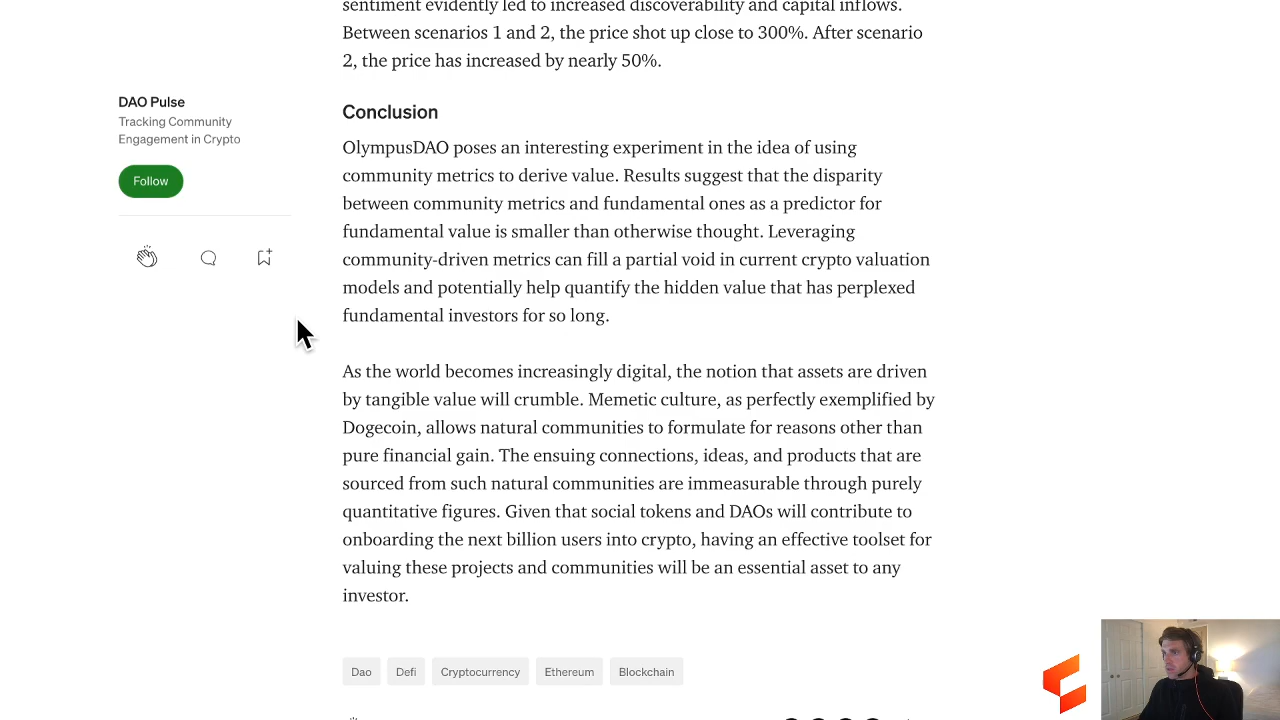 sentiment evidently led to increased discoverability and capital inflows.
Between scenarios 1 and 2, the price shot up close to 300%. After scenario
2, the price has increased by nearly 50%.
DAO Pulse
Tracking Community
Engagement in Crypto
Follow
Conclusion
OlympusDAO poses an interesting experiment in the idea of using
community metrics to derive value. Results suggest that the disparity
between community metrics and fundamental ones as a predictor for
fundamental value is smaller than otherwise thought. Leveraging
community-driven metrics can fill a partial void in current crypto valuation
models and potentially help quantify the hidden value that has perplexed
fundamental investors for so long.
As the world becomes increasingly digital, the notion that assets are driven
by tangible value will crumble. Memetic culture, as perfectly exemplified by
Dogecoin, allows natural communities to formulate for reasons other than
pure financial gain. The ensuing connections, ideas, and products that are
sourced from such natural communities are immeasurable through purely
quantitative figures. Given that social tokens and DAOs will contribute to
onboarding the next billion users into crypto, having an effective toolset for
valuing these projects and communities will be an essential asset to any
investor.
Dao
Defi
Cryptocurrency
Ethereum
Blockchain